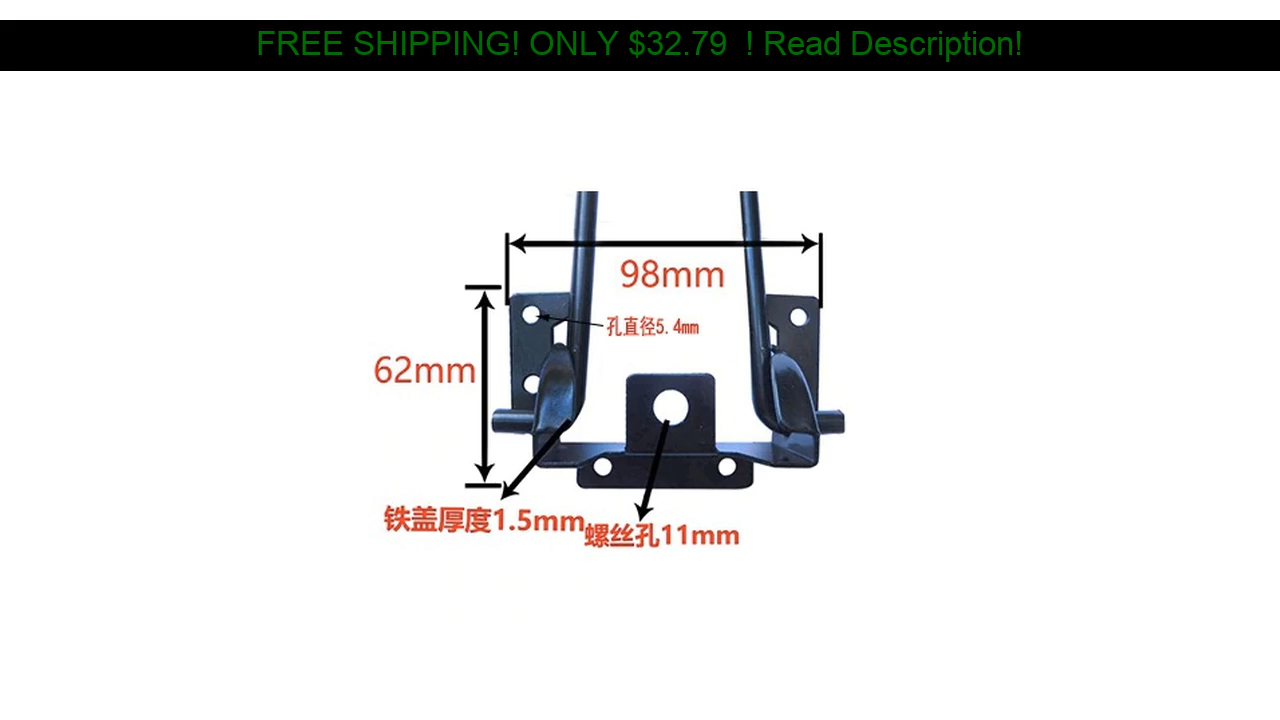 FREE SHIPPING! ONLY $32.79  ! Read Description!
98mm
孔直径5.4mm
62mm
铁盖厚度1.5mm
螺丝孔11mm